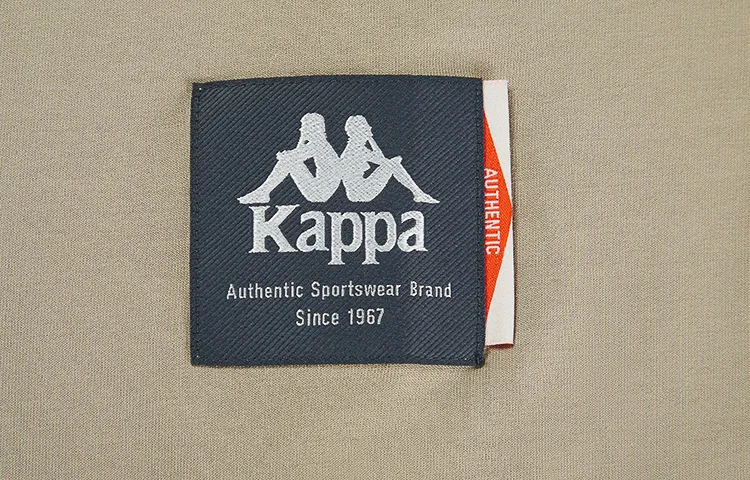 Kappa
Authentic Sportswear Brand
Since 1967
AUTHENTIC